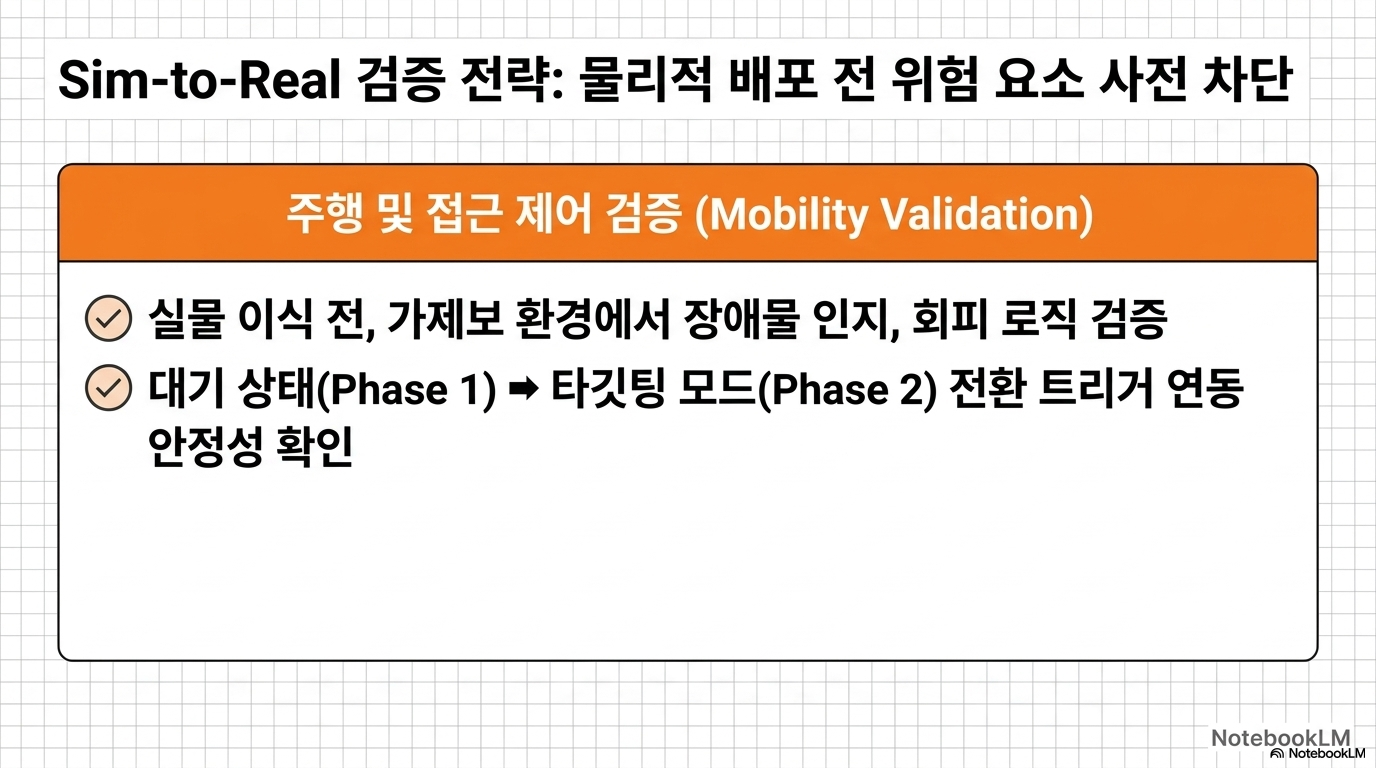 Sim-to-Real 검증 전략: 물리적 배포 전 위험 요소 사전 차단
주행 및 접근 제어 검증 (Mobility Validation)
실물 이식 전, 가제보 환경에서 장애물 인지, 회피 로직 검증
대기 상태(Phase 1) ➡ 타깃팅 모드(Phase 2) 전환 트리거 연동
안정성 확인
NotebookLM
NotebookLM